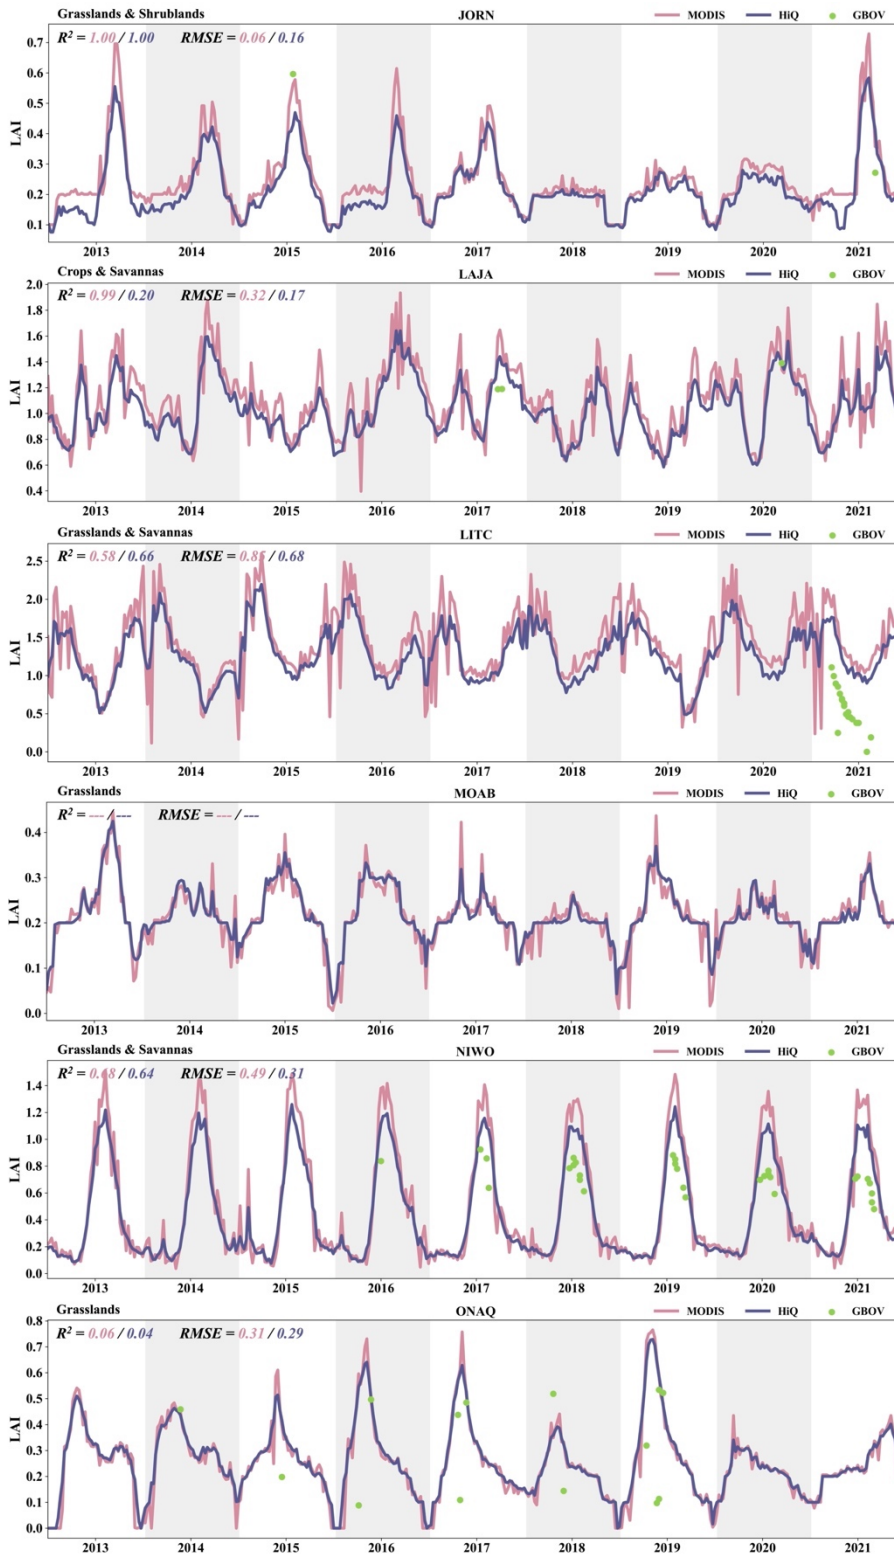 Grasslands & Shrublands JORN MODIS HiQ GBOV
R² = 1.00 / 1.00 RMSE = 0.06 / 0.16
LAI
0.7
0.6
0.5
0.4
0.3
0.2
0.1
2013 2014 2015 2016 2017 2018 2019 2020 2021
Crops & Savannas LAJA MODIS HiQ GBOV
R² = 0.99 / 0.20 RMSE = 0.32 / 0.17
LAI
2.0
1.8
1.6
1.4
1.2
1.0
0.8
0.6
0.4
2013 2014 2015 2016 2017 2018 2019 2020 2021
Grasslands & Savannas LITC MODIS HiQ GBOV
R² = 0.58 / 0.66 RMSE = / 0.68
LAI
2.5
2.0
1.5
1.0
0.5
0.0
2013 2014 2015 2016 2017 2018 2019 2020 2021
Grasslands MOAB MODIS HiQ GBOV
R² = --- / --- RMSE = --- / ---
LAI
0.4
0.3
0.2
0.1
0.0
2013 2014 2015 2016 2017 2018 2019 2020 2021
Grasslands & Savannas NIWO MODIS HiQ GBOV
R² = / 0.64 RMSE = 0.49 / 0.31
LAI
1.4
1.2
1.0
0.8
0.6
0.4
0.2
0.0
2013 2014 2015 2016 2017 2018 2019 2020 2021
Grasslands ONAQ MODIS HiQ GBOV
R² = 0.06 / 0.04 RMSE = 0.31 / 0.29
LAI
0.8
0.7
0.6
0.5
0.4
0.3
0.2
0.1
0.0
2013 2014 2015 2016 2017 2018 2019 2020 2021